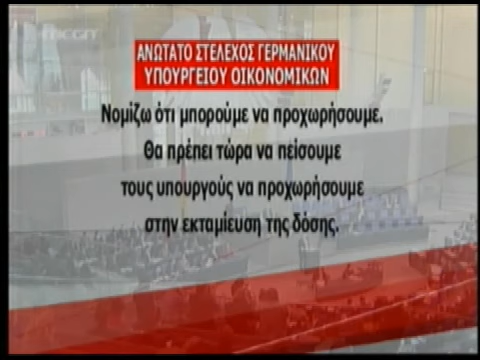 ΑΝΩΤΑΤΟ ΣΤΕΛΕΧΟΣ ΓΕΡΜΑΝΙΚΟΥ
ΥΠΟΥΡΓΕΙΟΥ ΟΙΚΟΝΟΜΙΚΩΝ
Νομίζω ότι μπορούμε να προχωρήσουμε.
Θα πρέπει τώρα να πείσουμε
τους υπουργούς να προχωρήσουμε
στην εκταμίευση της δόσης.